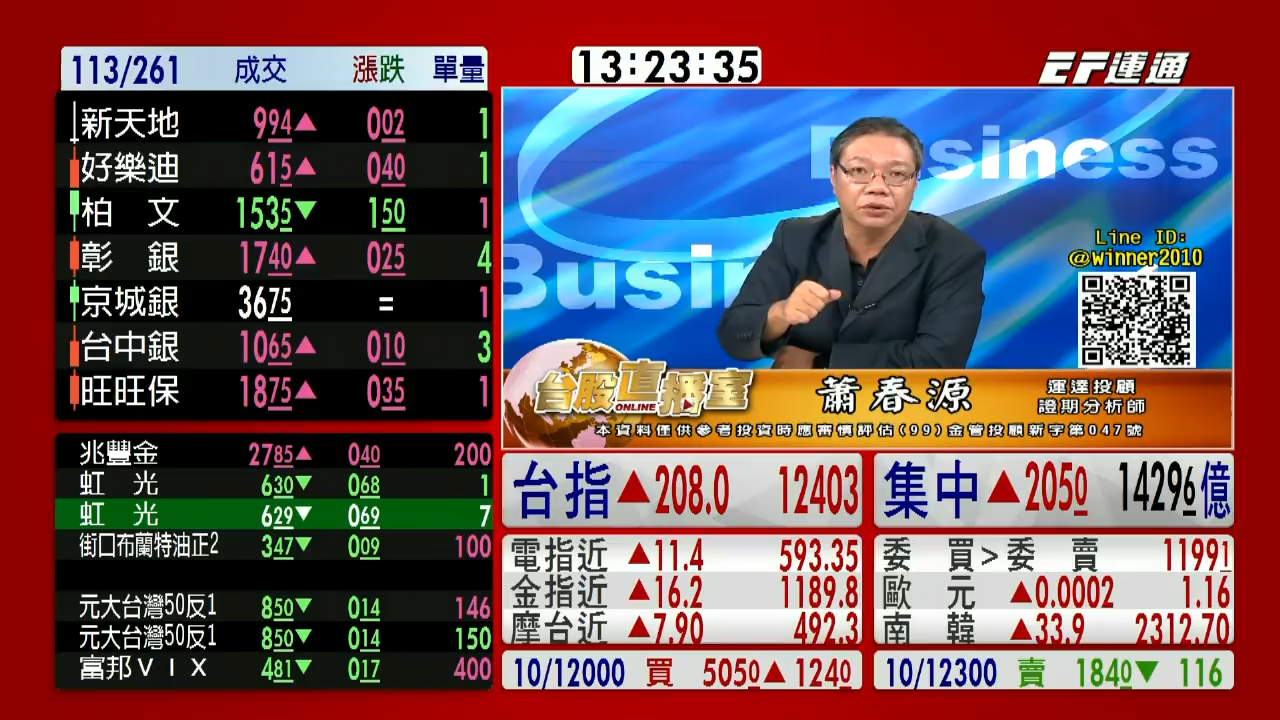 113/261 成交 漲跌 單量
13:23:35
EF運通
新天地 994▲ 002 1
好樂迪 615▲ 040 1
柏 文 1535▼ 150 1
彰 銀 1740▲ 025 4
京城銀 3675 = 1
台中銀 1065▲ 010 3
旺旺保 1875▲ 035 1
兆豐金 2785▲ 040 200
虹 光 630▼ 068 1
虹 光 629▼ 069 7
街口布蘭特油正2 347▼ 009 100
元大台灣50反1 850▼ 014 146
元大台灣50反1 850▼ 014 150
富邦VIX 481▼ 017 400
Business
Busin
Line ID:
@winner2010
台股直播室
ONLINE
蕭春源
運達投顧
證期分析師
本資料僅供參考投資時應審慎評估(99)金管投顧新字第047號
台指▲208.0 12403
集中▲2050 14296億
電指近 ▲11.4 593.35
金指近 ▲16.2 1189.8
摩台近 ▲7.90 492.3
委 買>委 賣 11991
歐 元 ▲0.0002 1.16
南 韓 ▲33.9 2312.70
10/12000 買 5050▲1240
10/12300 賣 1840▼ 116